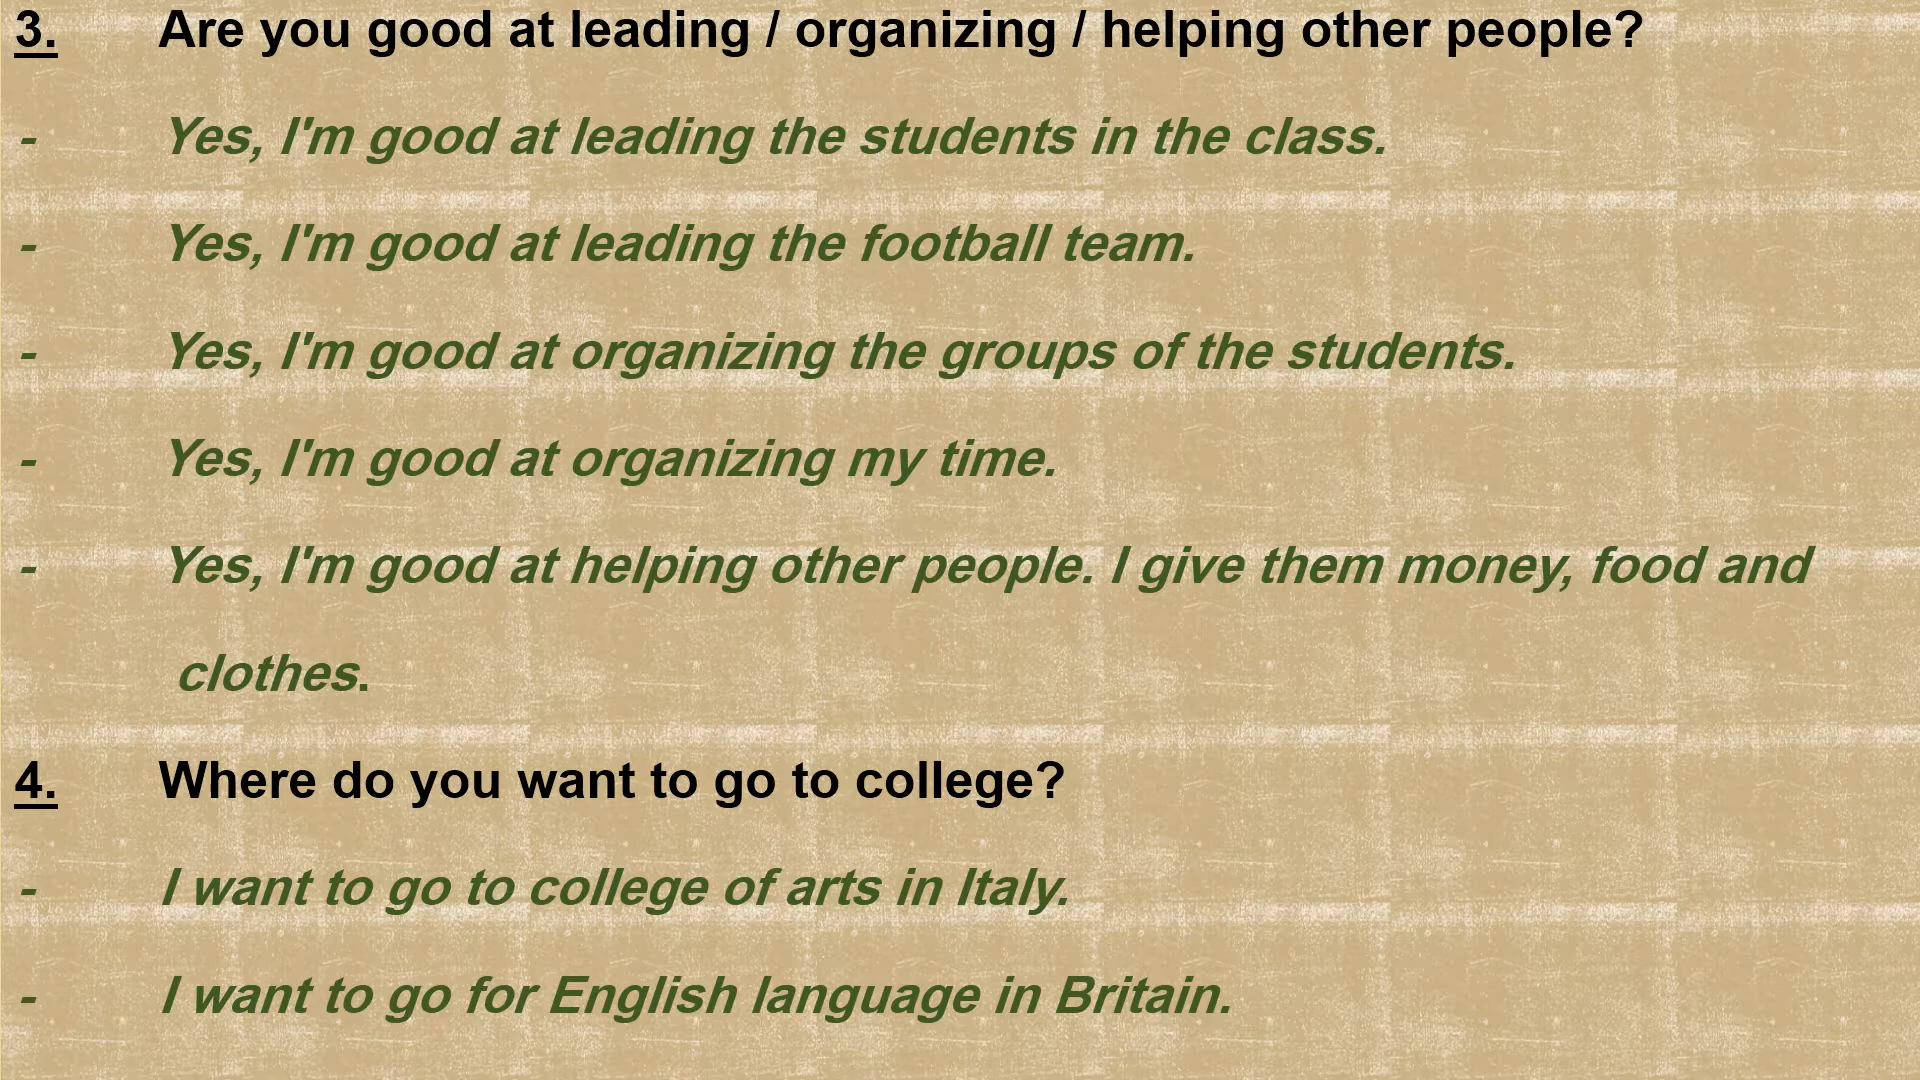 3. Are you good at leading / organizing / helping other people?
- Yes, I'm good at leading the students in the class.
- Yes, I'm good at leading the football team.
- Yes, I'm good at organizing the groups of the students.
- Yes, I'm good at organizing my time.
- Yes, I'm good at helping other people. I give them money, food and
clothes.
4. Where do you want to go to college?
- I want to go to college of arts in Italy.
- I want to go for English language in Britain.